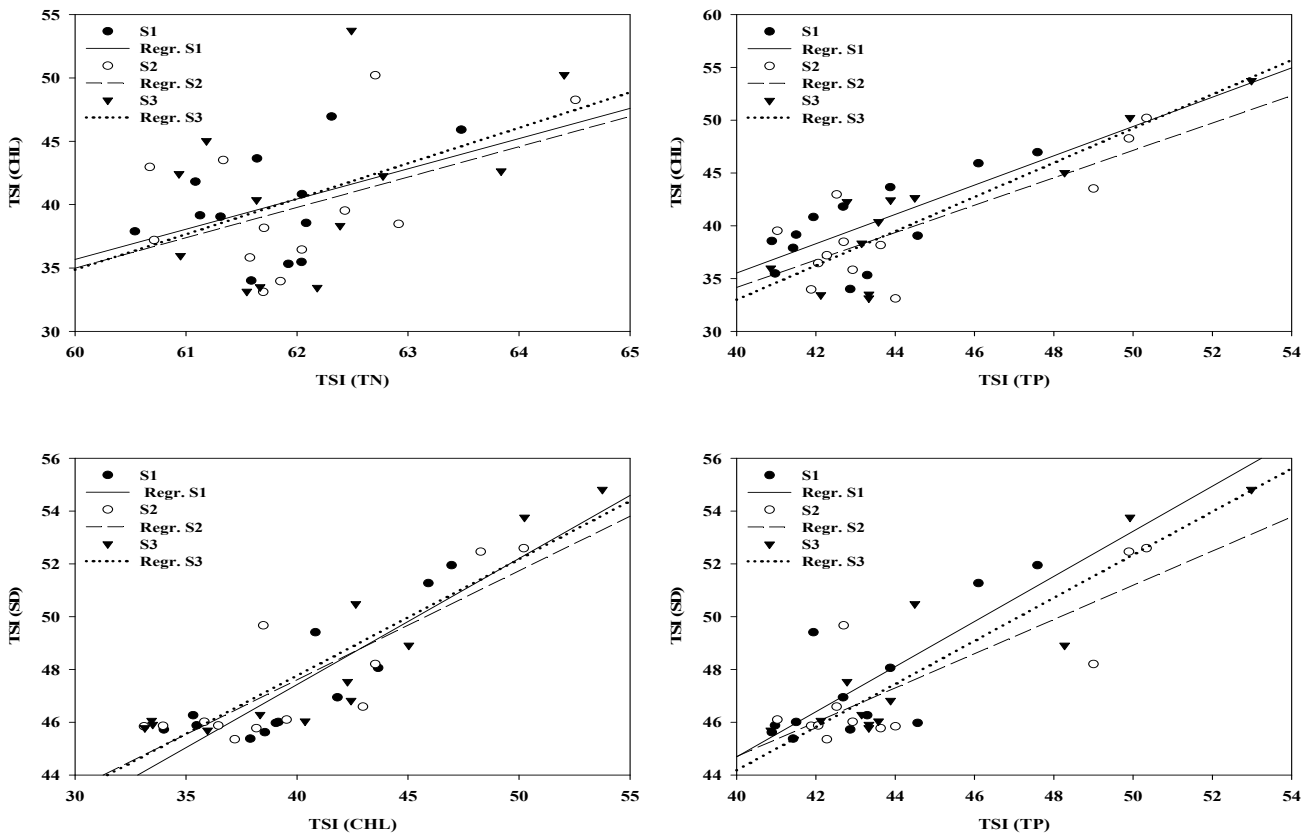 55
50
45
40
35
30
TSI (CHL)
S1
Regr. S1
S2
Regr. S2
S3
Regr. S3
60 61 62 63 64 65
TSI (TN)
60
55
50
45
40
35
30
TSI (CHL)
S1
Regr. S1
S2
Regr. S2
S3
Regr. S3
40 42 44 46 48 50 52 54
TSI (TP)
56
54
52
50
48
46
44
TSI (SD)
S1
Regr. S1
S2
Regr. S2
S3
Regr. S3
30 35 40 45 50 55
TSI (CHL)
56
54
52
50
48
46
44
TSI (SD)
S1
Regr. S1
S2
Regr. S2
S3
Regr. S3
40 42 44 46 48 50 52 54
TSI (TP)